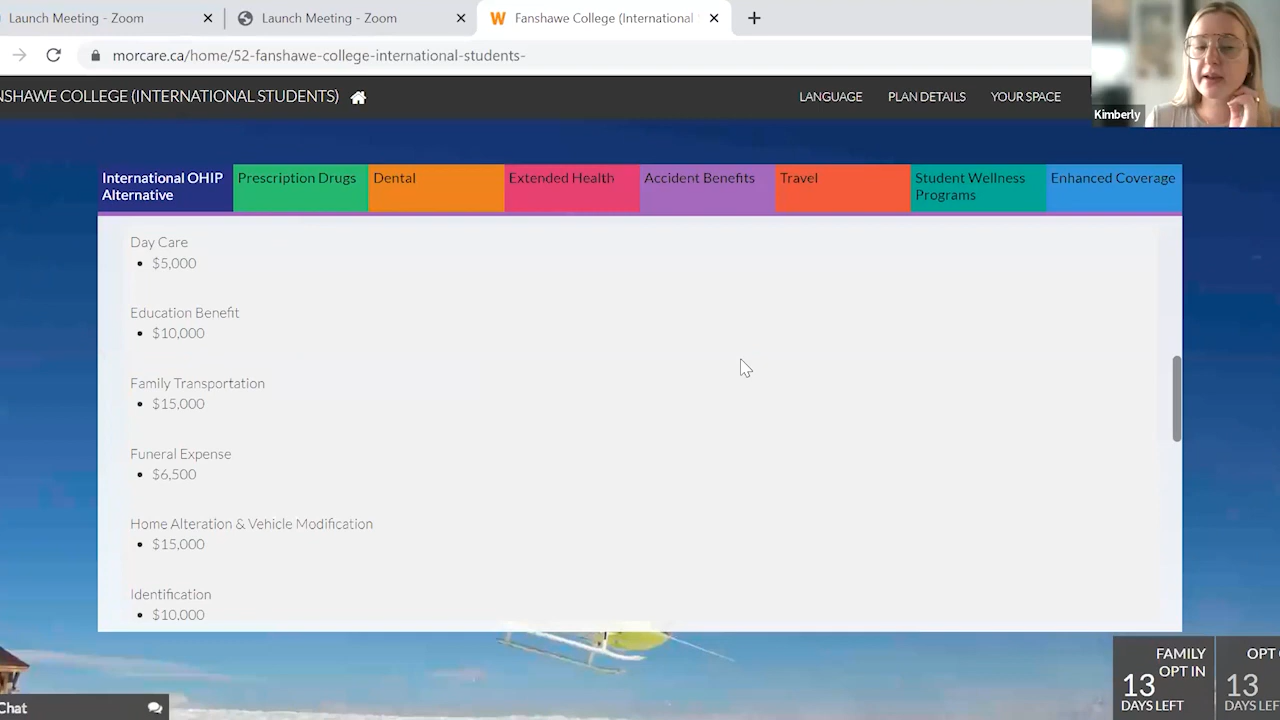 Launch Meeting - Zoom
Launch Meeting - Zoom
Fanshawe College (International
morcare.ca/home/52-fanshawe-college-international-students-
NSHAWE COLLEGE (INTERNATIONAL STUDENTS)
LANGUAGE
PLAN DETAILS
YOUR SPACE
Kimberly
International OHIP
Alternative
Prescription Drugs
Dental
Extended Health
Accident Benefits
Travel
Student Wellness
Programs
Enhanced Coverage
Day Care
$5,000
Education Benefit
$10,000
Family Transportation
$15,000
Funeral Expense
$6,500
Home Alteration & Vehicle Modification
$15,000
Identification
$10,000
FAMILY
OPT IN
13
DAYS LEFT
OPT
13
DAYS LEF
Chat